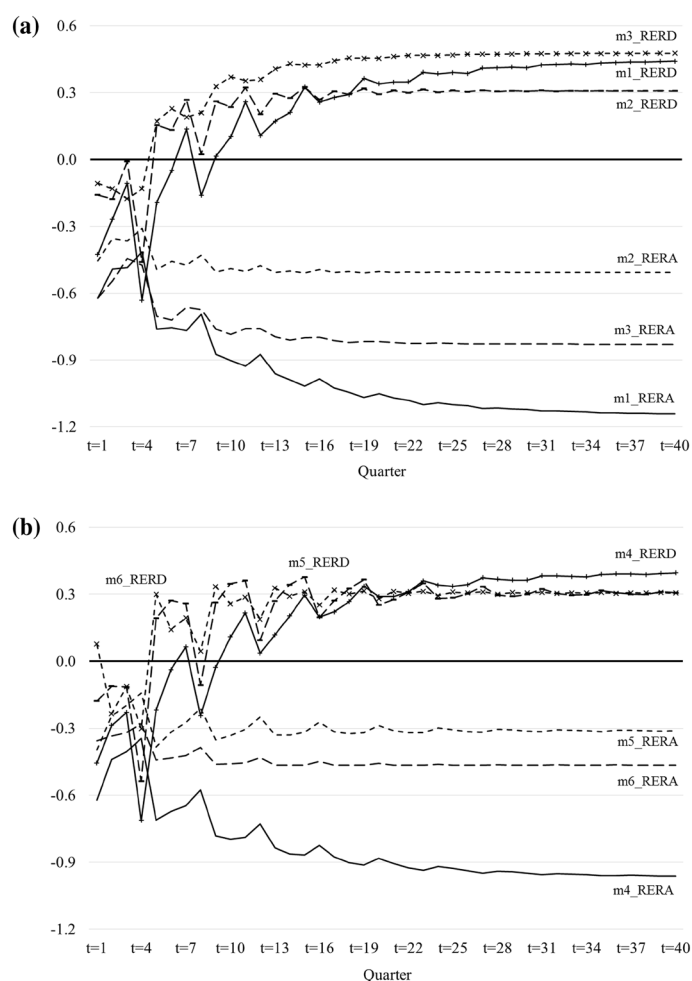 (a)
0.6
m3_RERD
m1_RERD
0.3
m2_RERD
0.0
-0.3
m2_RERA
-0.6
m3_RERA
-0.9
m1_RERA
-1.2
t=1 t=4 t=7 t=10 t=13 t=16 t=19 t=22 t=25 t=28 t=31 t=34 t=37 t=40
Quarter
(b)
0.6
m6_RERD m5_RERD m4_RERD
0.3
0.0
-0.3
m5_RERA
m6_RERA
-0.6
-0.9
m4_RERA
-1.2
t=1 t=4 t=7 t=10 t=13 t=16 t=19 t=22 t=25 t=28 t=31 t=34 t=37 t=40
Quarter